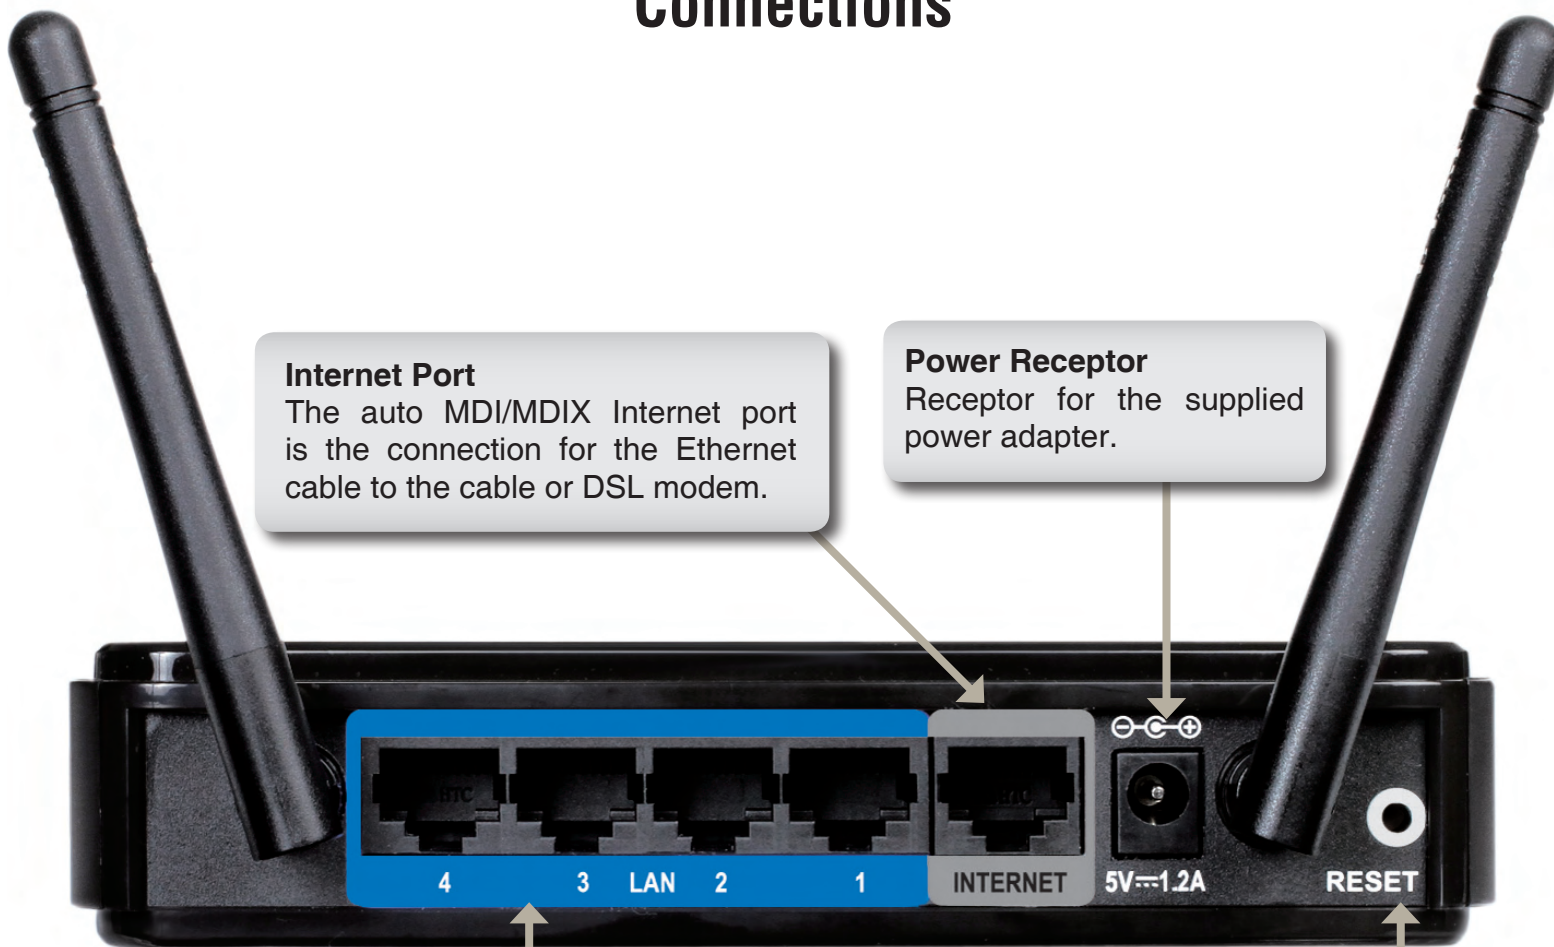 Connections
Internet Port
The auto MDI/MDIX Internet port
is the connection for the Ethernet
cable to the cable or DSL modem.
Power Receptor
Receptor for the supplied
power adapter.
4 3 LAN 2 1 INTERNET 5V⎓1.2A RESET